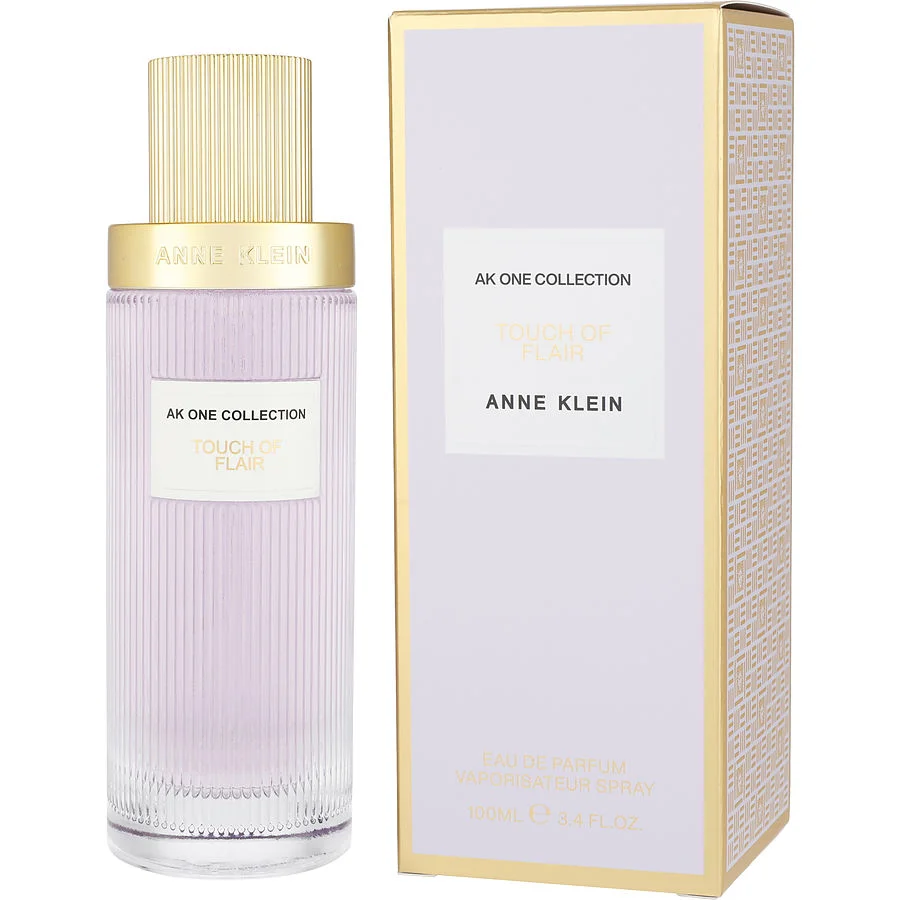 ANNE KLEIN
AK ONE COLLECTION
TOUCH OF
FLAIR
AK ONE COLLECTION
TOUCH OF
FLAIR
ANNE KLEIN
EAU DE PARFUM
VAPORISATEUR SPRAY
100ML ℮ 3.4 FL.OZ.